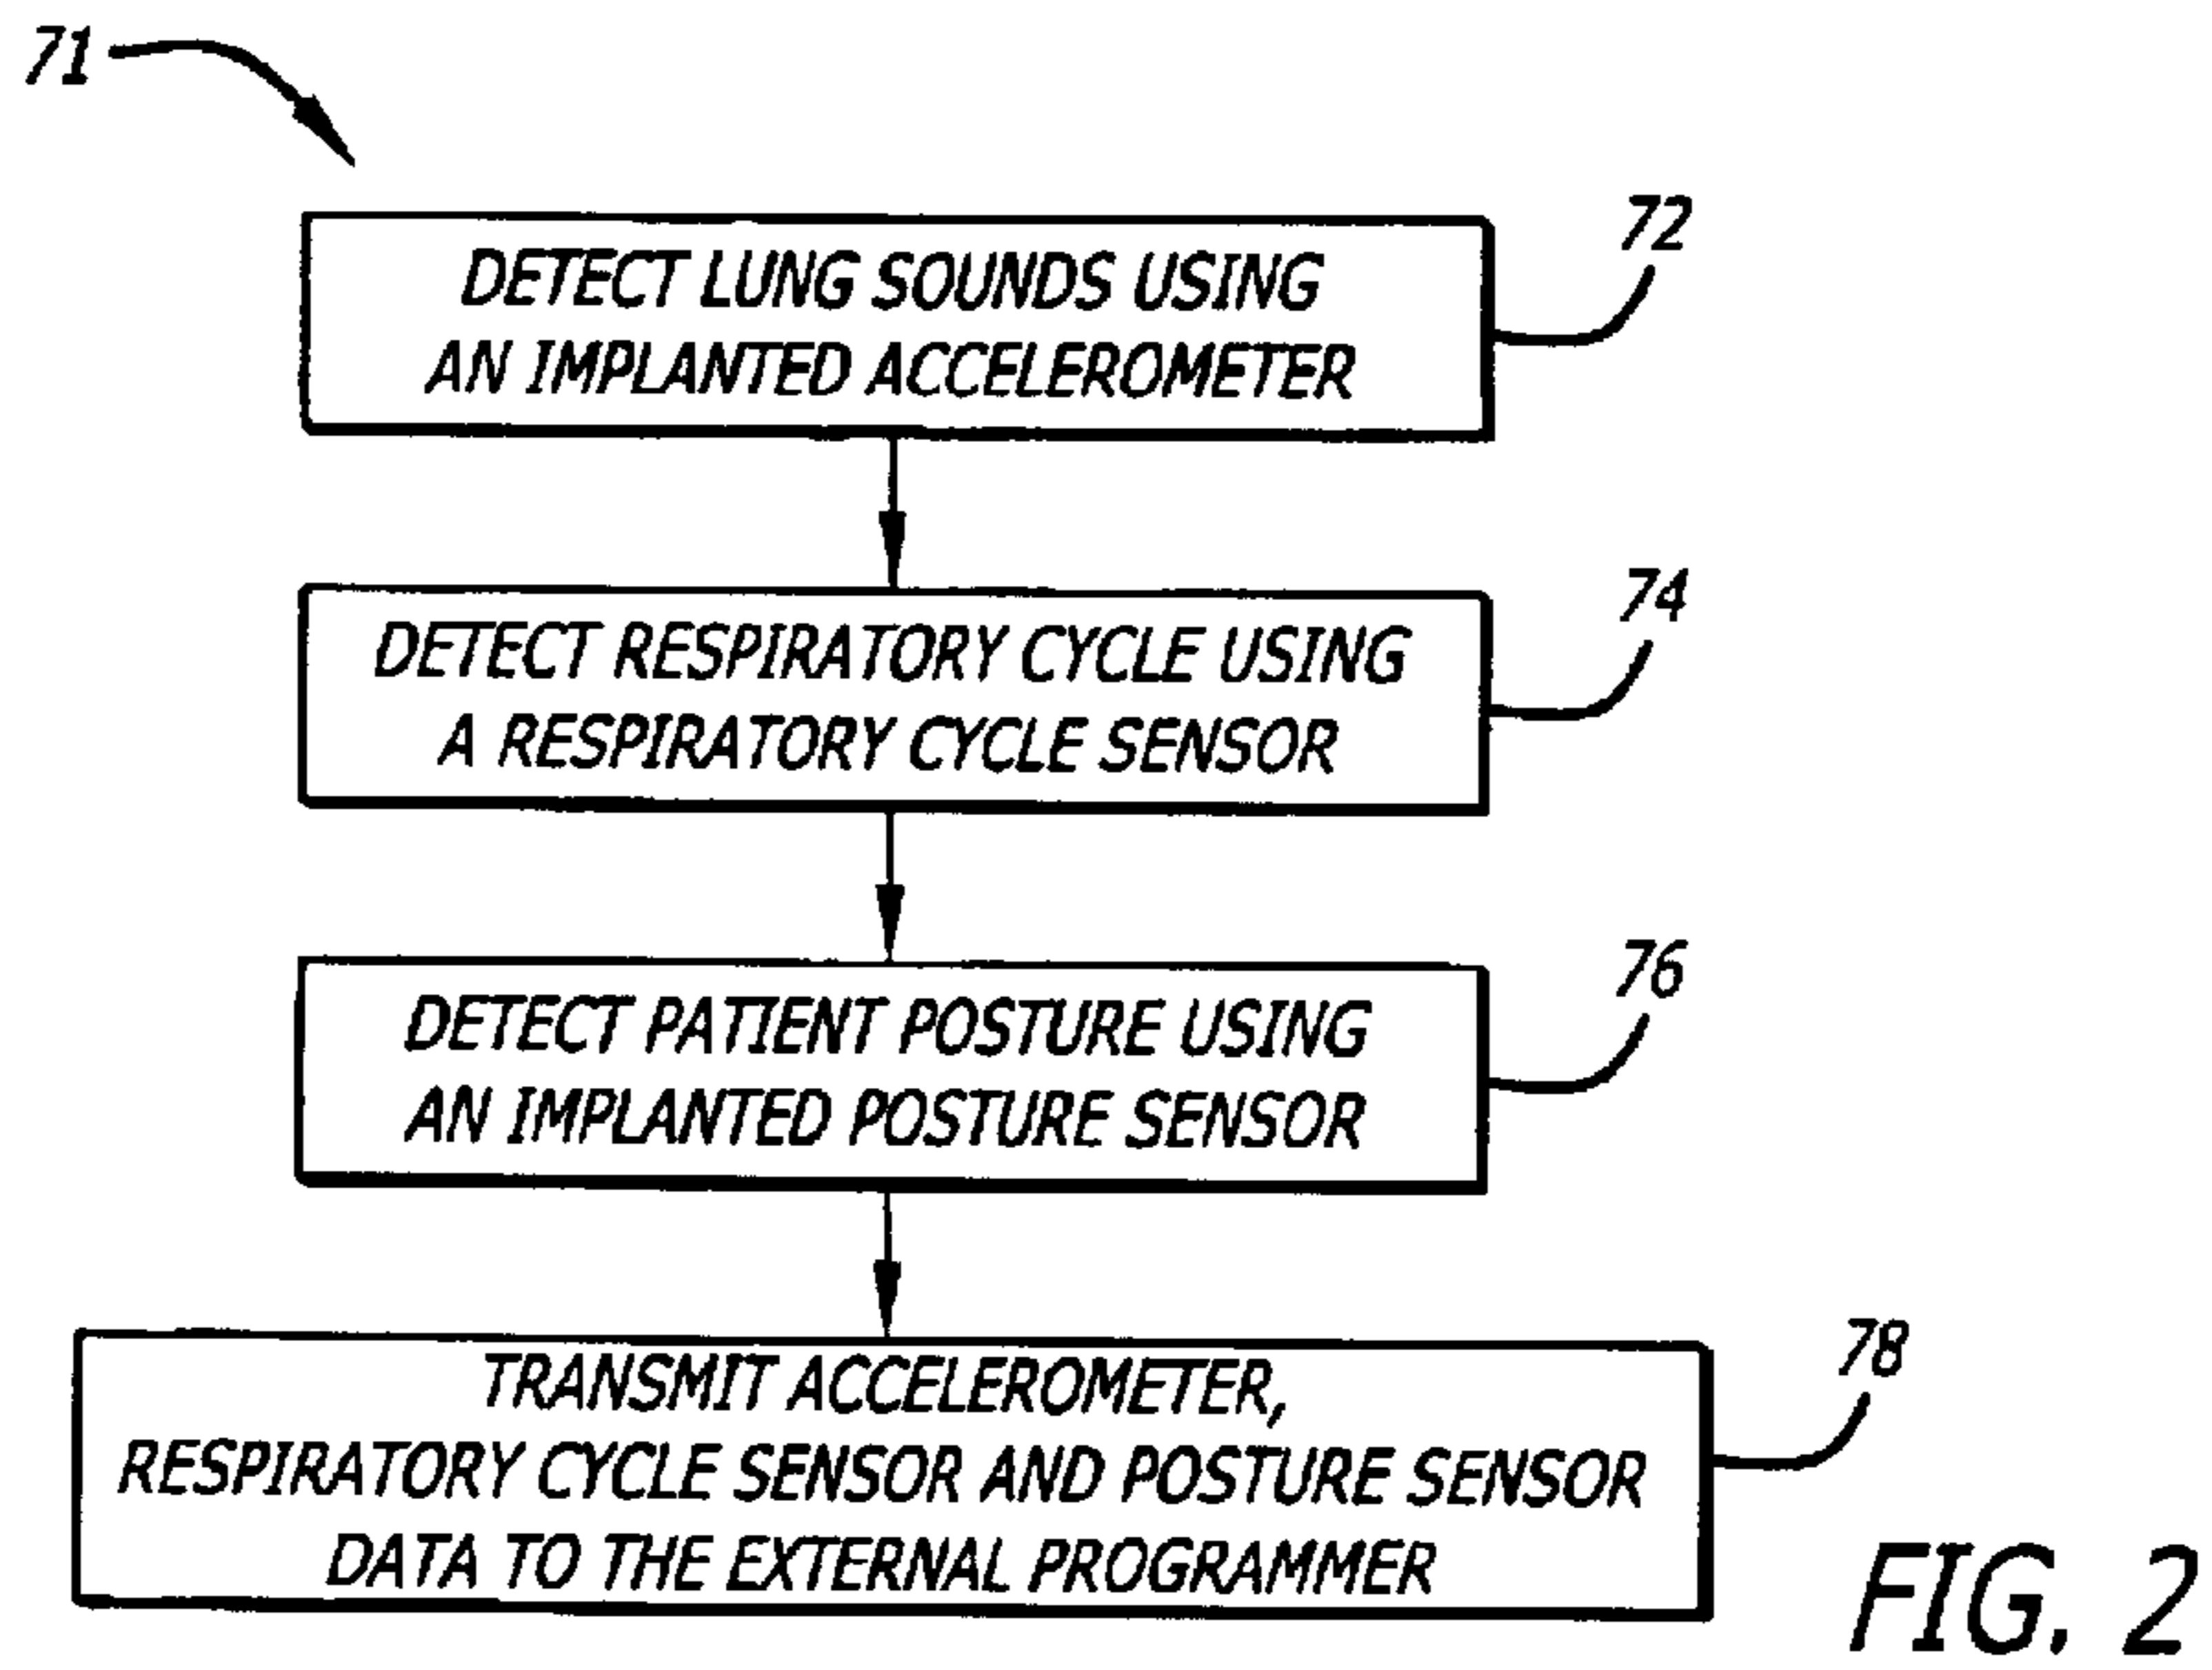 71
72
DETECT LUNG SOUNDS USING
AN IMPLANTED ACCELEROMETER
74
DETECT RESPIRATORY CYCLE USING
A RESPIRATORY CYCLE SENSOR
76
DETECT PATIENT POSTURE USING
AN IMPLANTED POSTURE SENSOR
78
TRANSMIT ACCELEROMETER,
RESPIRATORY CYCLE SENSOR AND POSTURE SENSOR
DATA TO THE EXTERNAL PROGRAMMER
FIG. 2